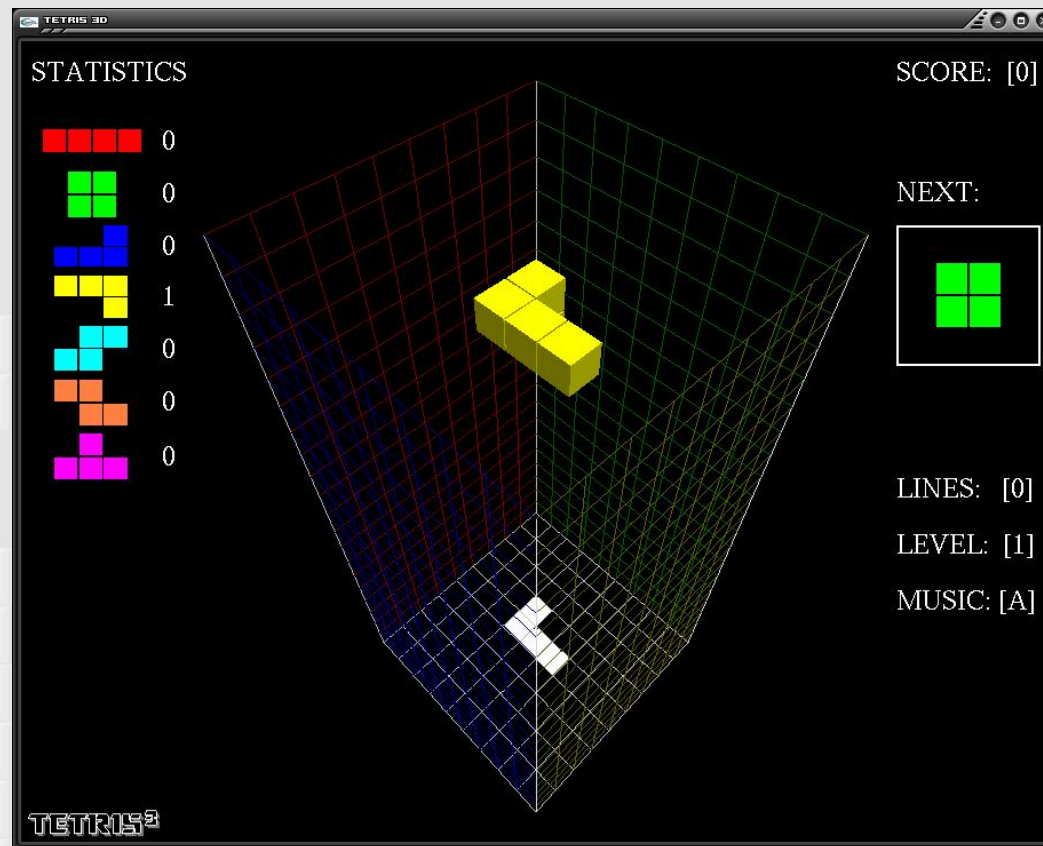 TETRIS 3D
STATISTICS
0
0
0
1
0
0
0
SCORE: [0]
NEXT:
LINES: [0]
LEVEL: [1]
MUSIC: [A]
TETRIS³